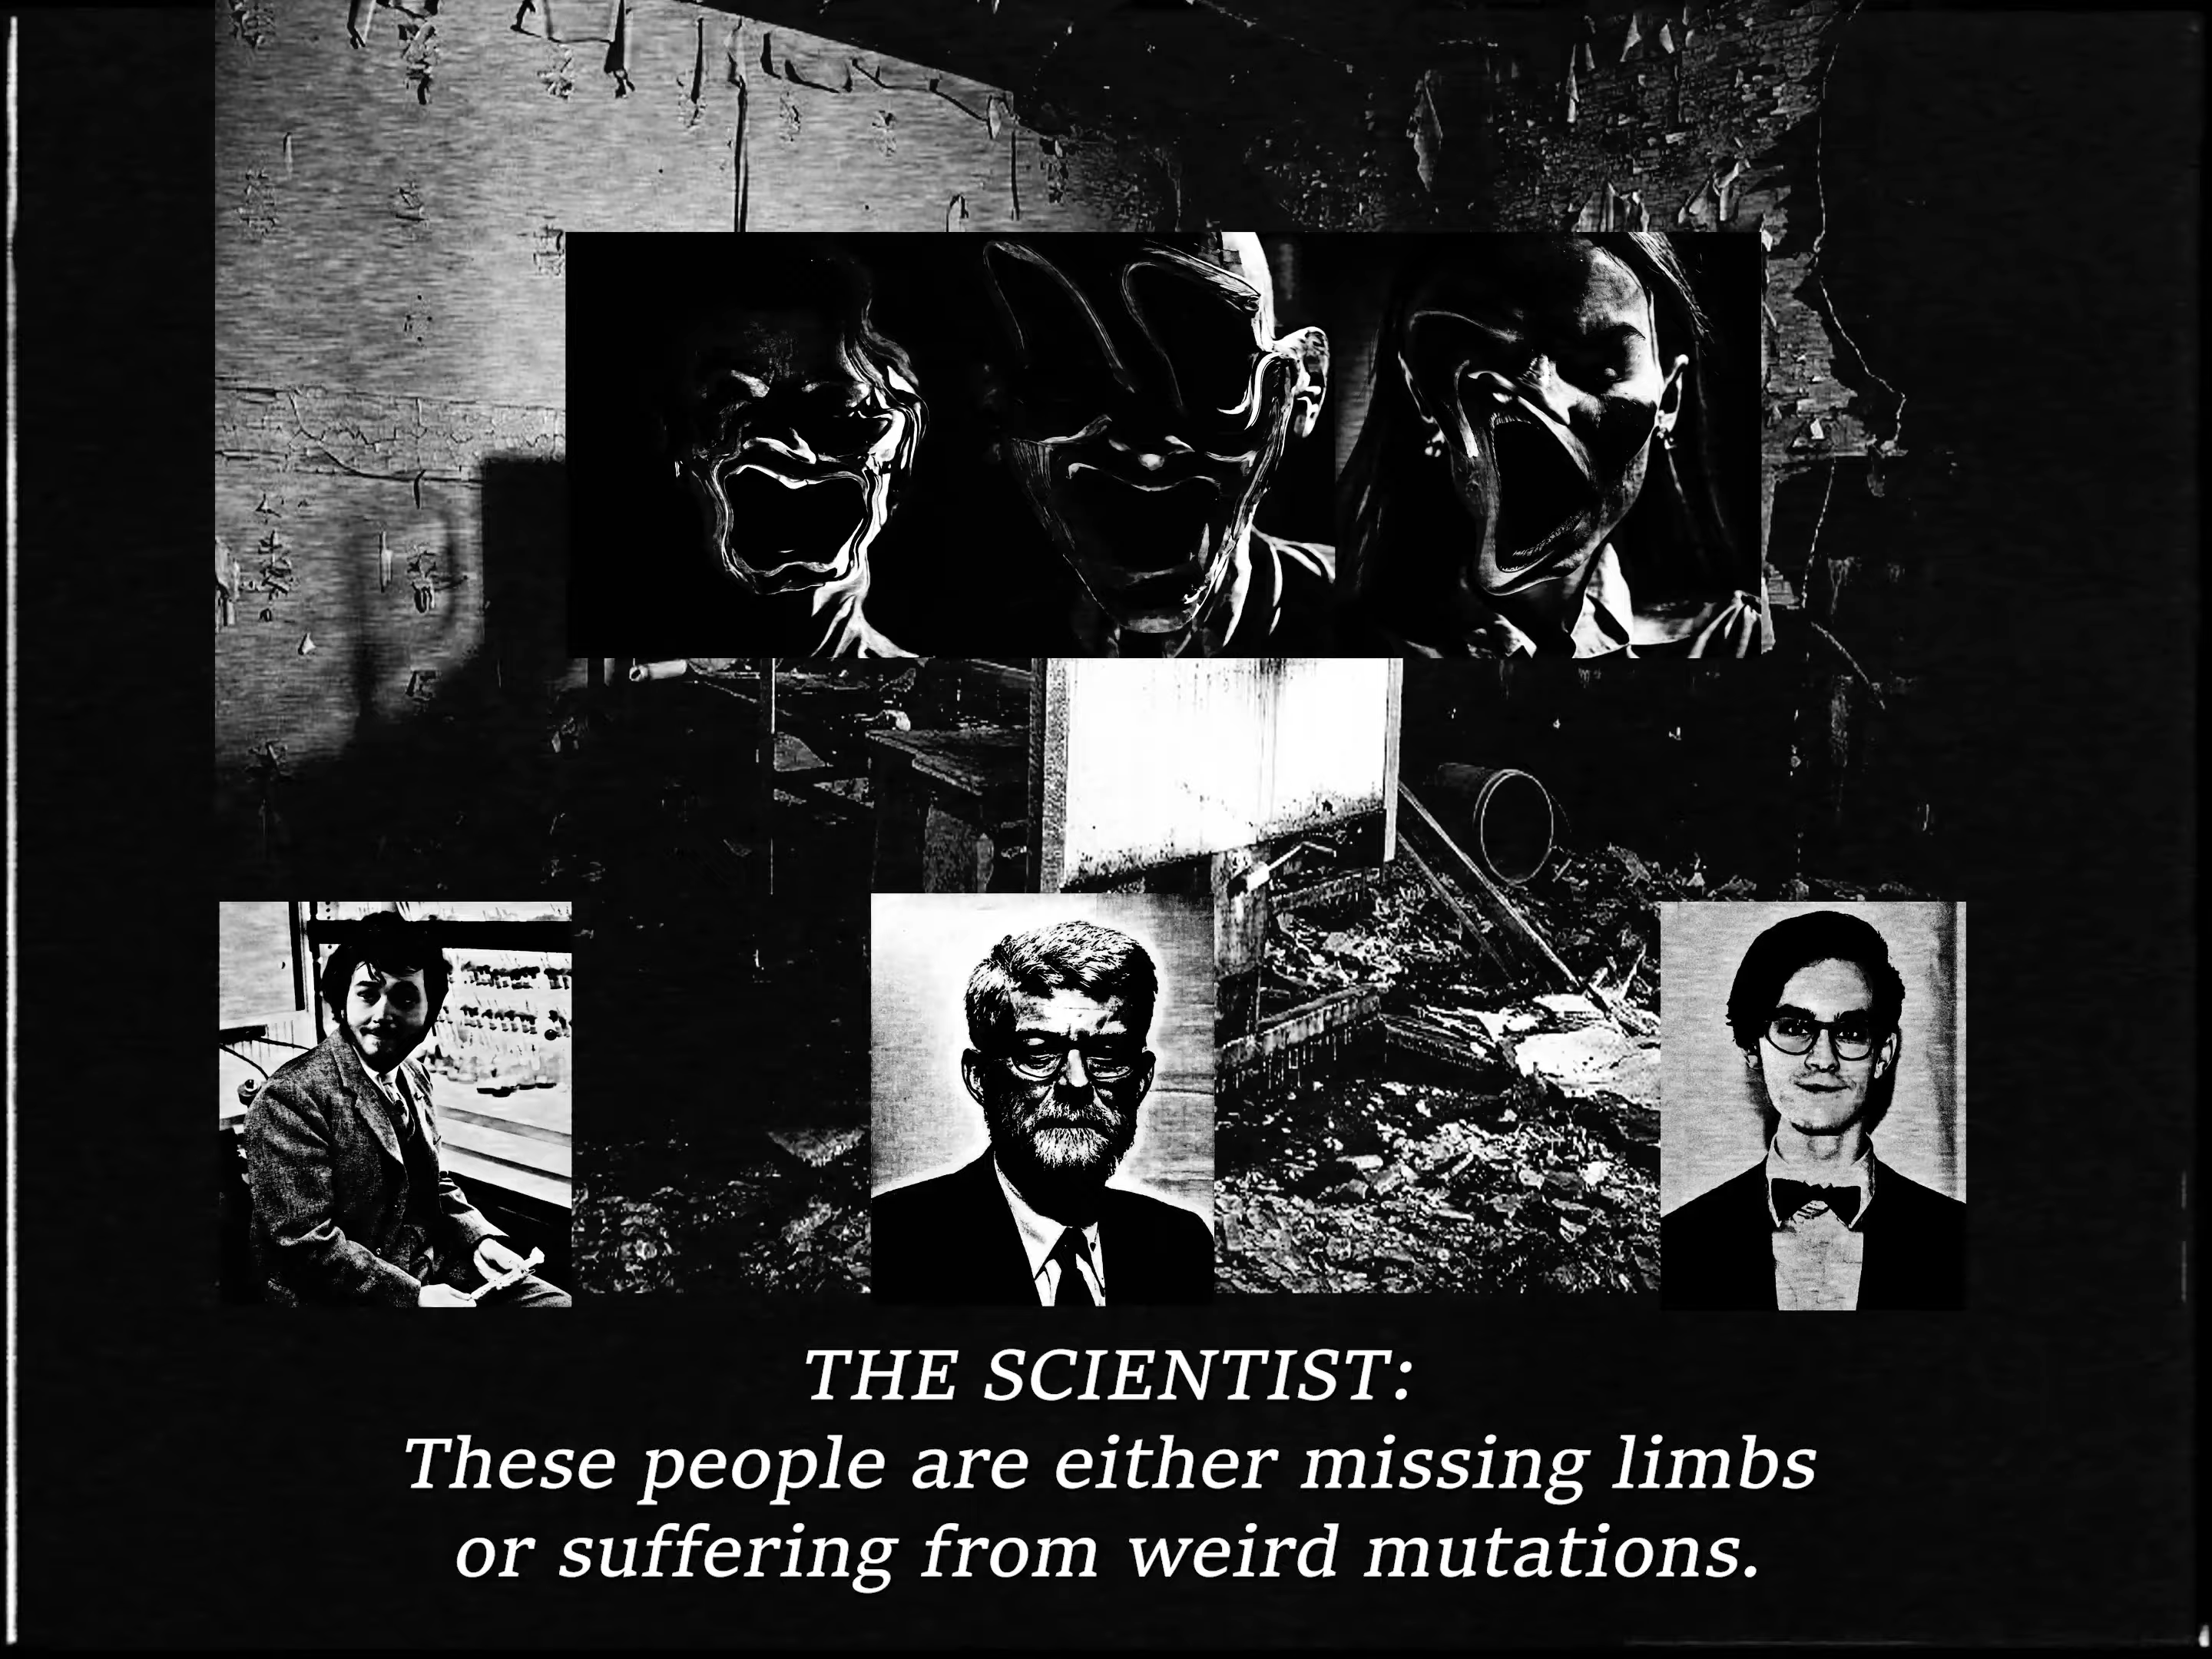 THE SCIENTIST:
These people are either missing limbs
or suffering from weird mutations.